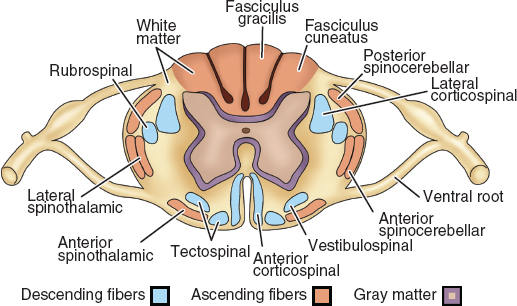 White
matter
Fasciculus
gracilis
Fasciculus
cuneatus
Rubrospinal
Posterior
spinocerebellar
Lateral
corticospinal
Lateral
spinothalamic
Ventral root
Anterior
spinothalamic
Tectospinal
Anterior
corticospinal
Vestibulospinal
Anterior
spinocerebellar
Descending fibers
Ascending fibers
Gray matter